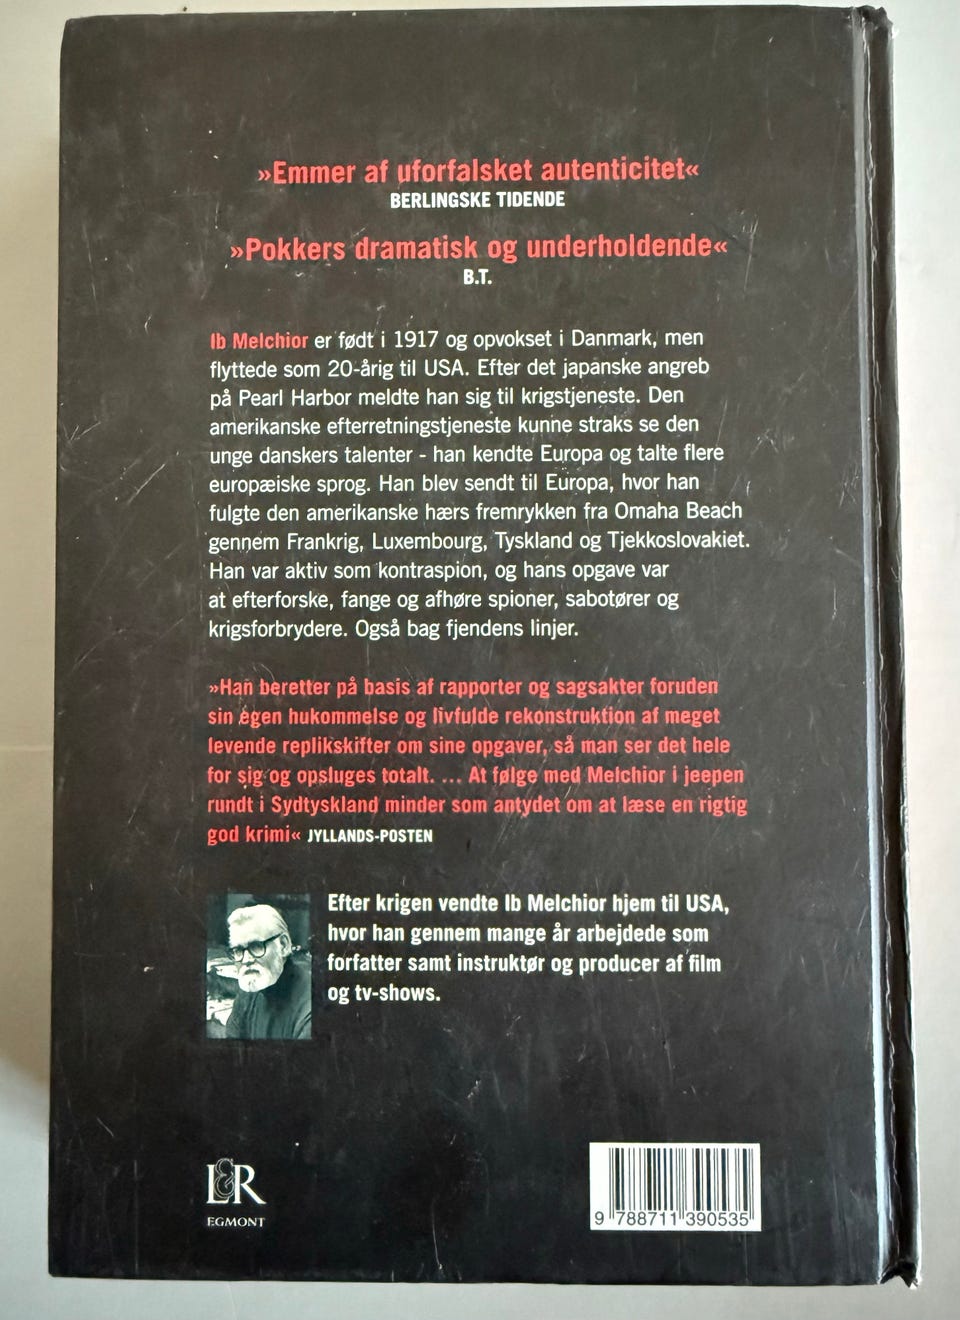 »Emmer af uforfalsket autenticitet«
BERLINGSKE TIDENDE
»Pokkers dramatisk og underholdende«
B.T.
Ib Melchior er født i 1917 og opvokset i Danmark, men
flyttede som 20-årig til USA. Efter det japanske angreb
på Pearl Harbor meldte han sig til krigstjeneste. Den
amerikanske efterretningstjeneste kunne straks se den
unge danskers talenter - han kendte Europa og talte flere
europæiske sprog. Han blev sendt til Europa, hvor han
fulgte den amerikanske hærs fremrykken fra Omaha Beach
gennem Frankrig, Luxembourg, Tyskland og Tjekkoslovakiet.
Han var aktiv som kontraspion, og hans opgave var
at efterforske, fange og afhøre spioner, sabotører og
krigsforbrydere. Også bag fjendens linjer.
»Han beretter på basis af rapporter og sagsakter foruden
sin egen hukommelse og livfulde rekonstruktion af meget
levende replikskifter om sine opgaver, så man ser det hele
for sig og opsluges totalt. ... At følge med Melchior i jeepen
rundt i Sydtyskland minder som antydet om at læse en rigtig
god krimi« JYLLANDS-POSTEN
Efter krigen vendte Ib Melchior hjem til USA,
hvor han gennem mange år arbejdede som
forfatter samt instruktør og producer af film
og tv-shows.
L&R
EGMONT
9 788711 390535